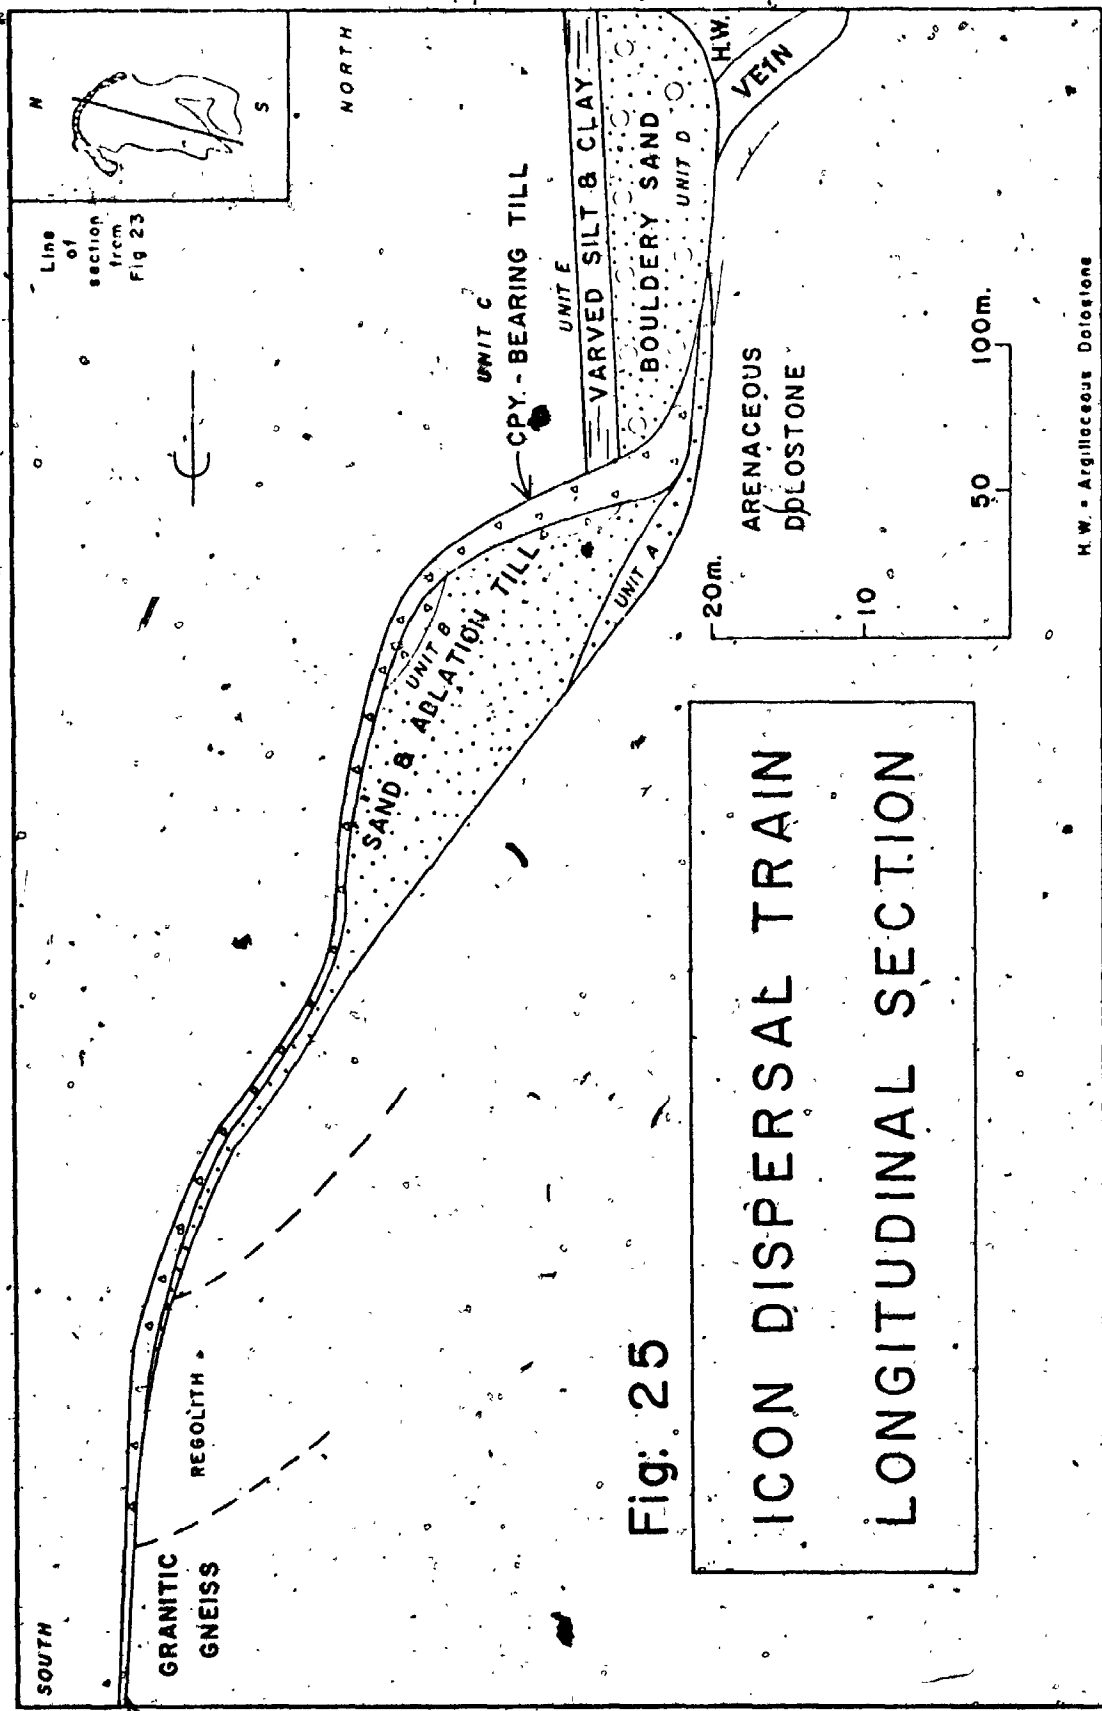 SOUTH
NORTH
N
S
Line
of
section
from
Fig 23
GRANITIC
GNEISS
REGOLITH
UNIT C
CPY.-BEARING TILL
UNIT E
VARVED SILT & CLAY
BOULDERY SAND
UNIT D
H.W.
VEIN
UNIT B
SAND & ABLATION TILL
UNIT A
ARENACEOUS
DOLOSTONE
20m.
10
50
100m.
Fig: 25
ICON DISPERSAL TRAIN
LONGITUDINAL SECTION
H.W. = Argillaceous Dolostone